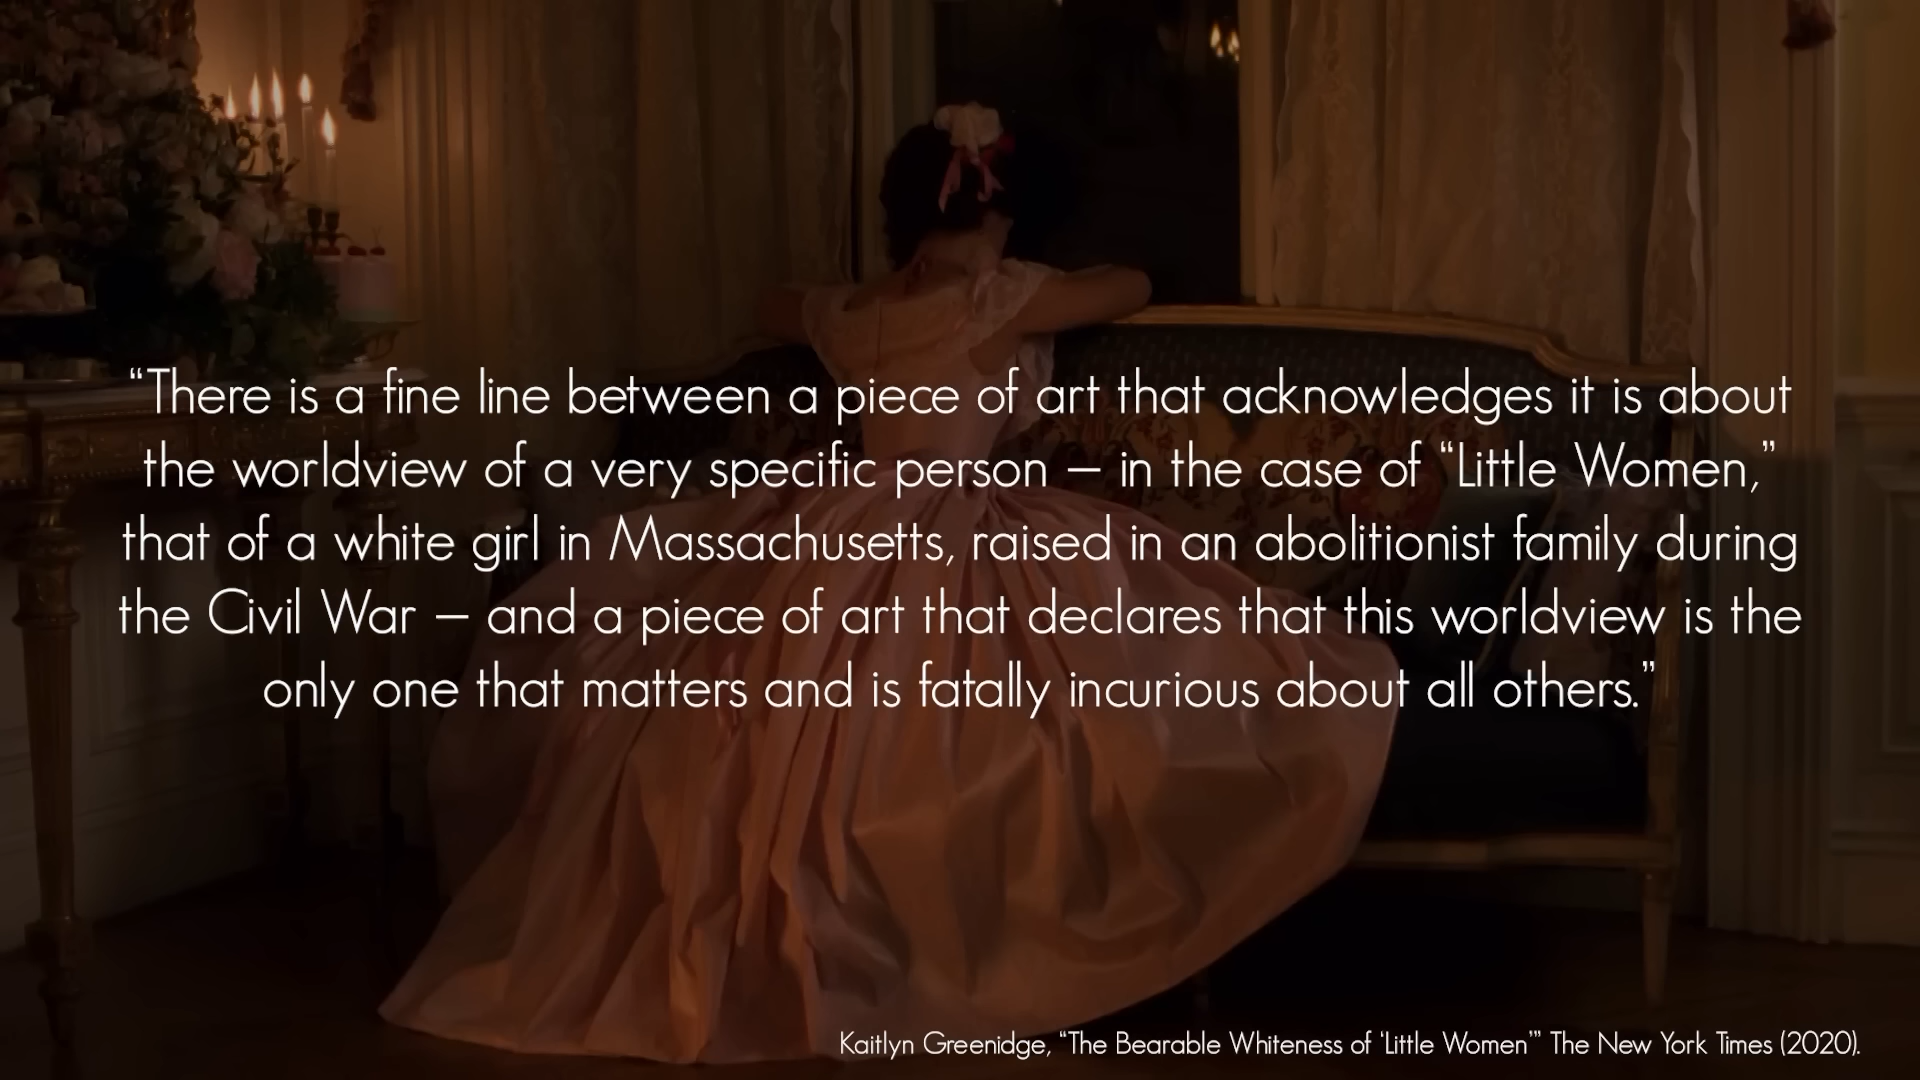 “There is a fine line between a piece of art that acknowledges it is about
the worldview of a very specific person – in the case of “Little Women,”
that of a white girl in Massachusetts, raised in an abolitionist family during
the Civil War – and a piece of art that declares that this worldview is the
only one that matters and is fatally incurious about all others.”
Kaitlyn Greenidge, “The Bearable Whiteness of ‘Little Women’” The New York Times (2020).